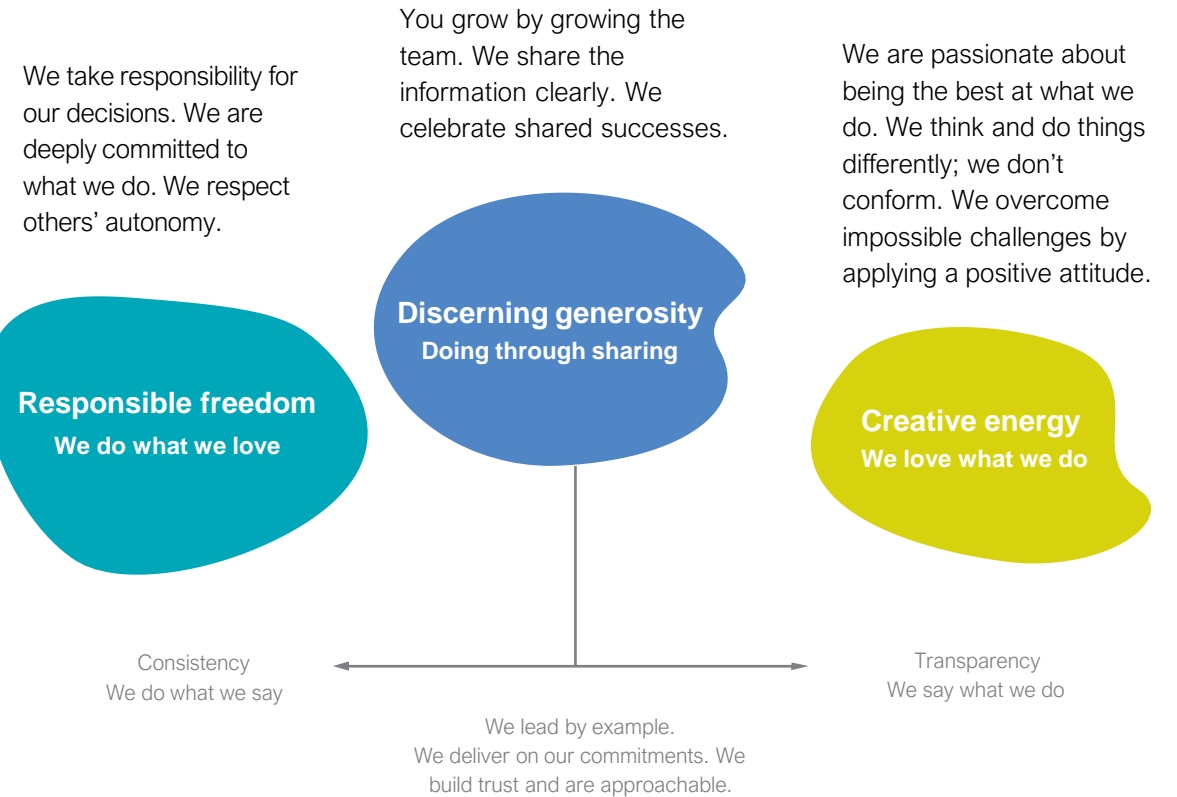 We take responsibility for
our decisions. We are
deeply committed to
what we do. We respect
others’ autonomy.
Responsible freedom
We do what we love
You grow by growing the
team. We share the
information clearly. We
celebrate shared successes.
Discerning generosity
Doing through sharing
We are passionate about
being the best at what we
do. We think and do things
differently; we don’t
conform. We overcome
impossible challenges by
applying a positive attitude.
Creative energy
We love what we do
Consistency
We do what we say
Transparency
We say what we do
We lead by example.
We deliver on our commitments. We
build trust and are approachable.